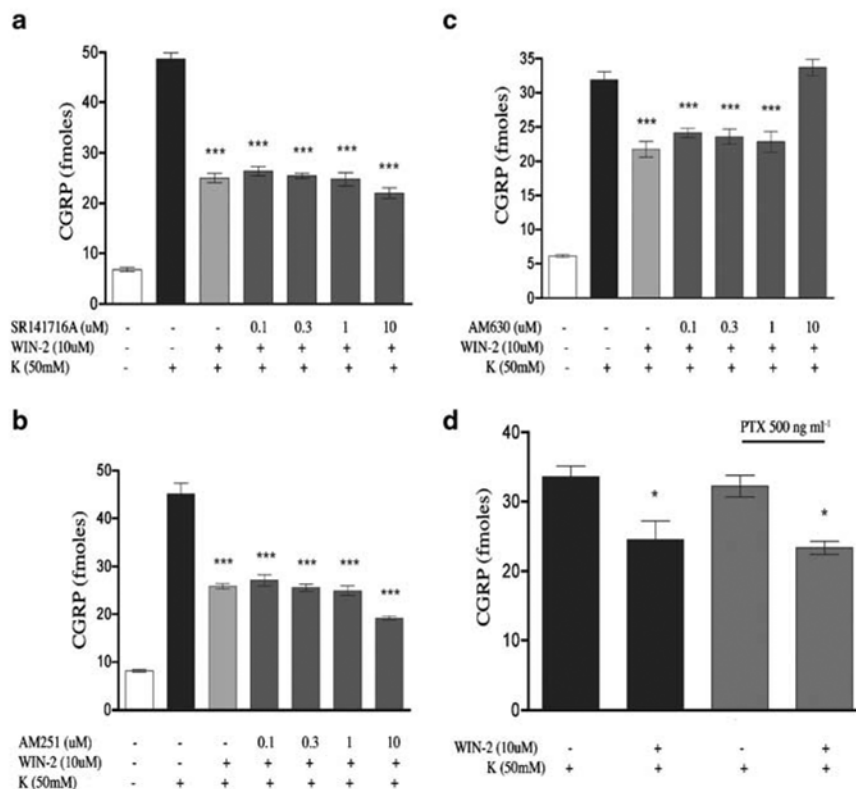 a
50
40
30
20
10
0
CGRP (fmoles)
*** *** *** *** ***
SR141716A (uM) - - - 0.1 0.3 1 10
WIN-2 (10uM) - - + + + + +
K (50mM) - + + + + + +
b
50
40
30
20
10
0
CGRP (fmoles)
*** *** *** *** ***
AM251 (uM) - - - 0.1 0.3 1 10
WIN-2 (10uM) - - + + + + +
K (50mM) - + + + + + +
c
35
30
25
20
15
10
5
0
CGRP (fmoles)
*** *** *** ***
AM630 (uM) - - - 0.1 0.3 1 10
WIN-2 (10uM) - - + + + + +
K (50mM) - + + + + + +
d
PTX 500 ng ml⁻¹
40
30
20
10
0
CGRP (fmoles)
* *
WIN-2 (10uM) - + - +
K (50mM) + + + +